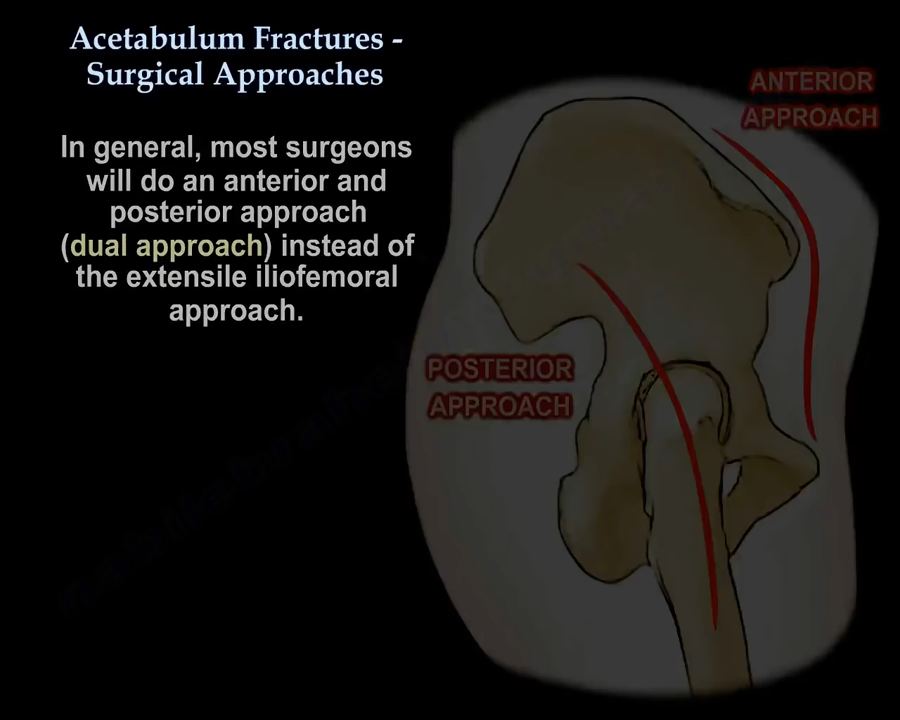 Acetabulum Fractures -
Surgical Approaches
In general, most surgeons
will do an anterior and
posterior approach
(dual approach) instead of
the extensile iliofemoral
approach.
ANTERIOR
APPROACH
POSTERIOR
APPROACH